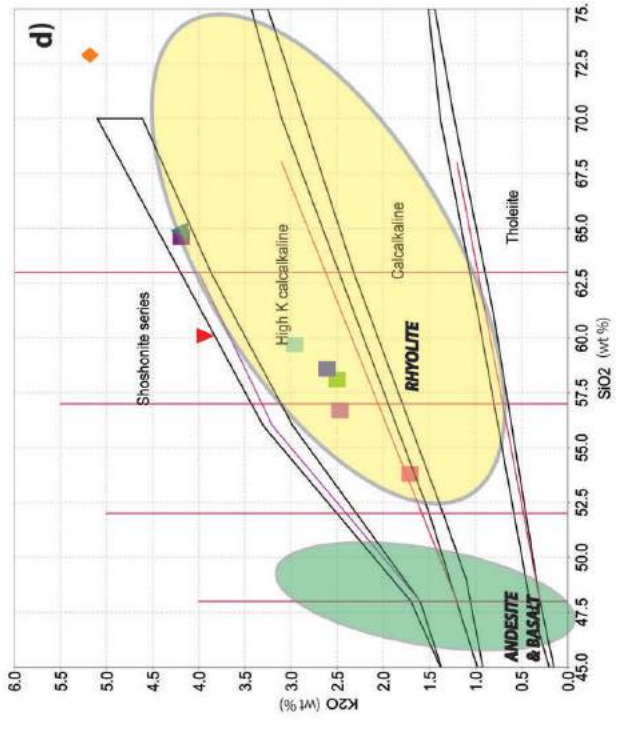 d)
6.0
5.5
5.0
4.5
4.0
3.5
3.0
2.5
2.0
1.5
1.0
0.5
0.0
K2O (wt %)
Shoshonite series
High K calcalkaline
Calcalkaline
Tholeiite
RHYOLITE
ANDESITE
& BASALT
45.0 47.5 50.0 52.5 55.0 57.5 60.0 62.5 65.0 67.5 70.0 72.5 75.
SiO2 (wt %)